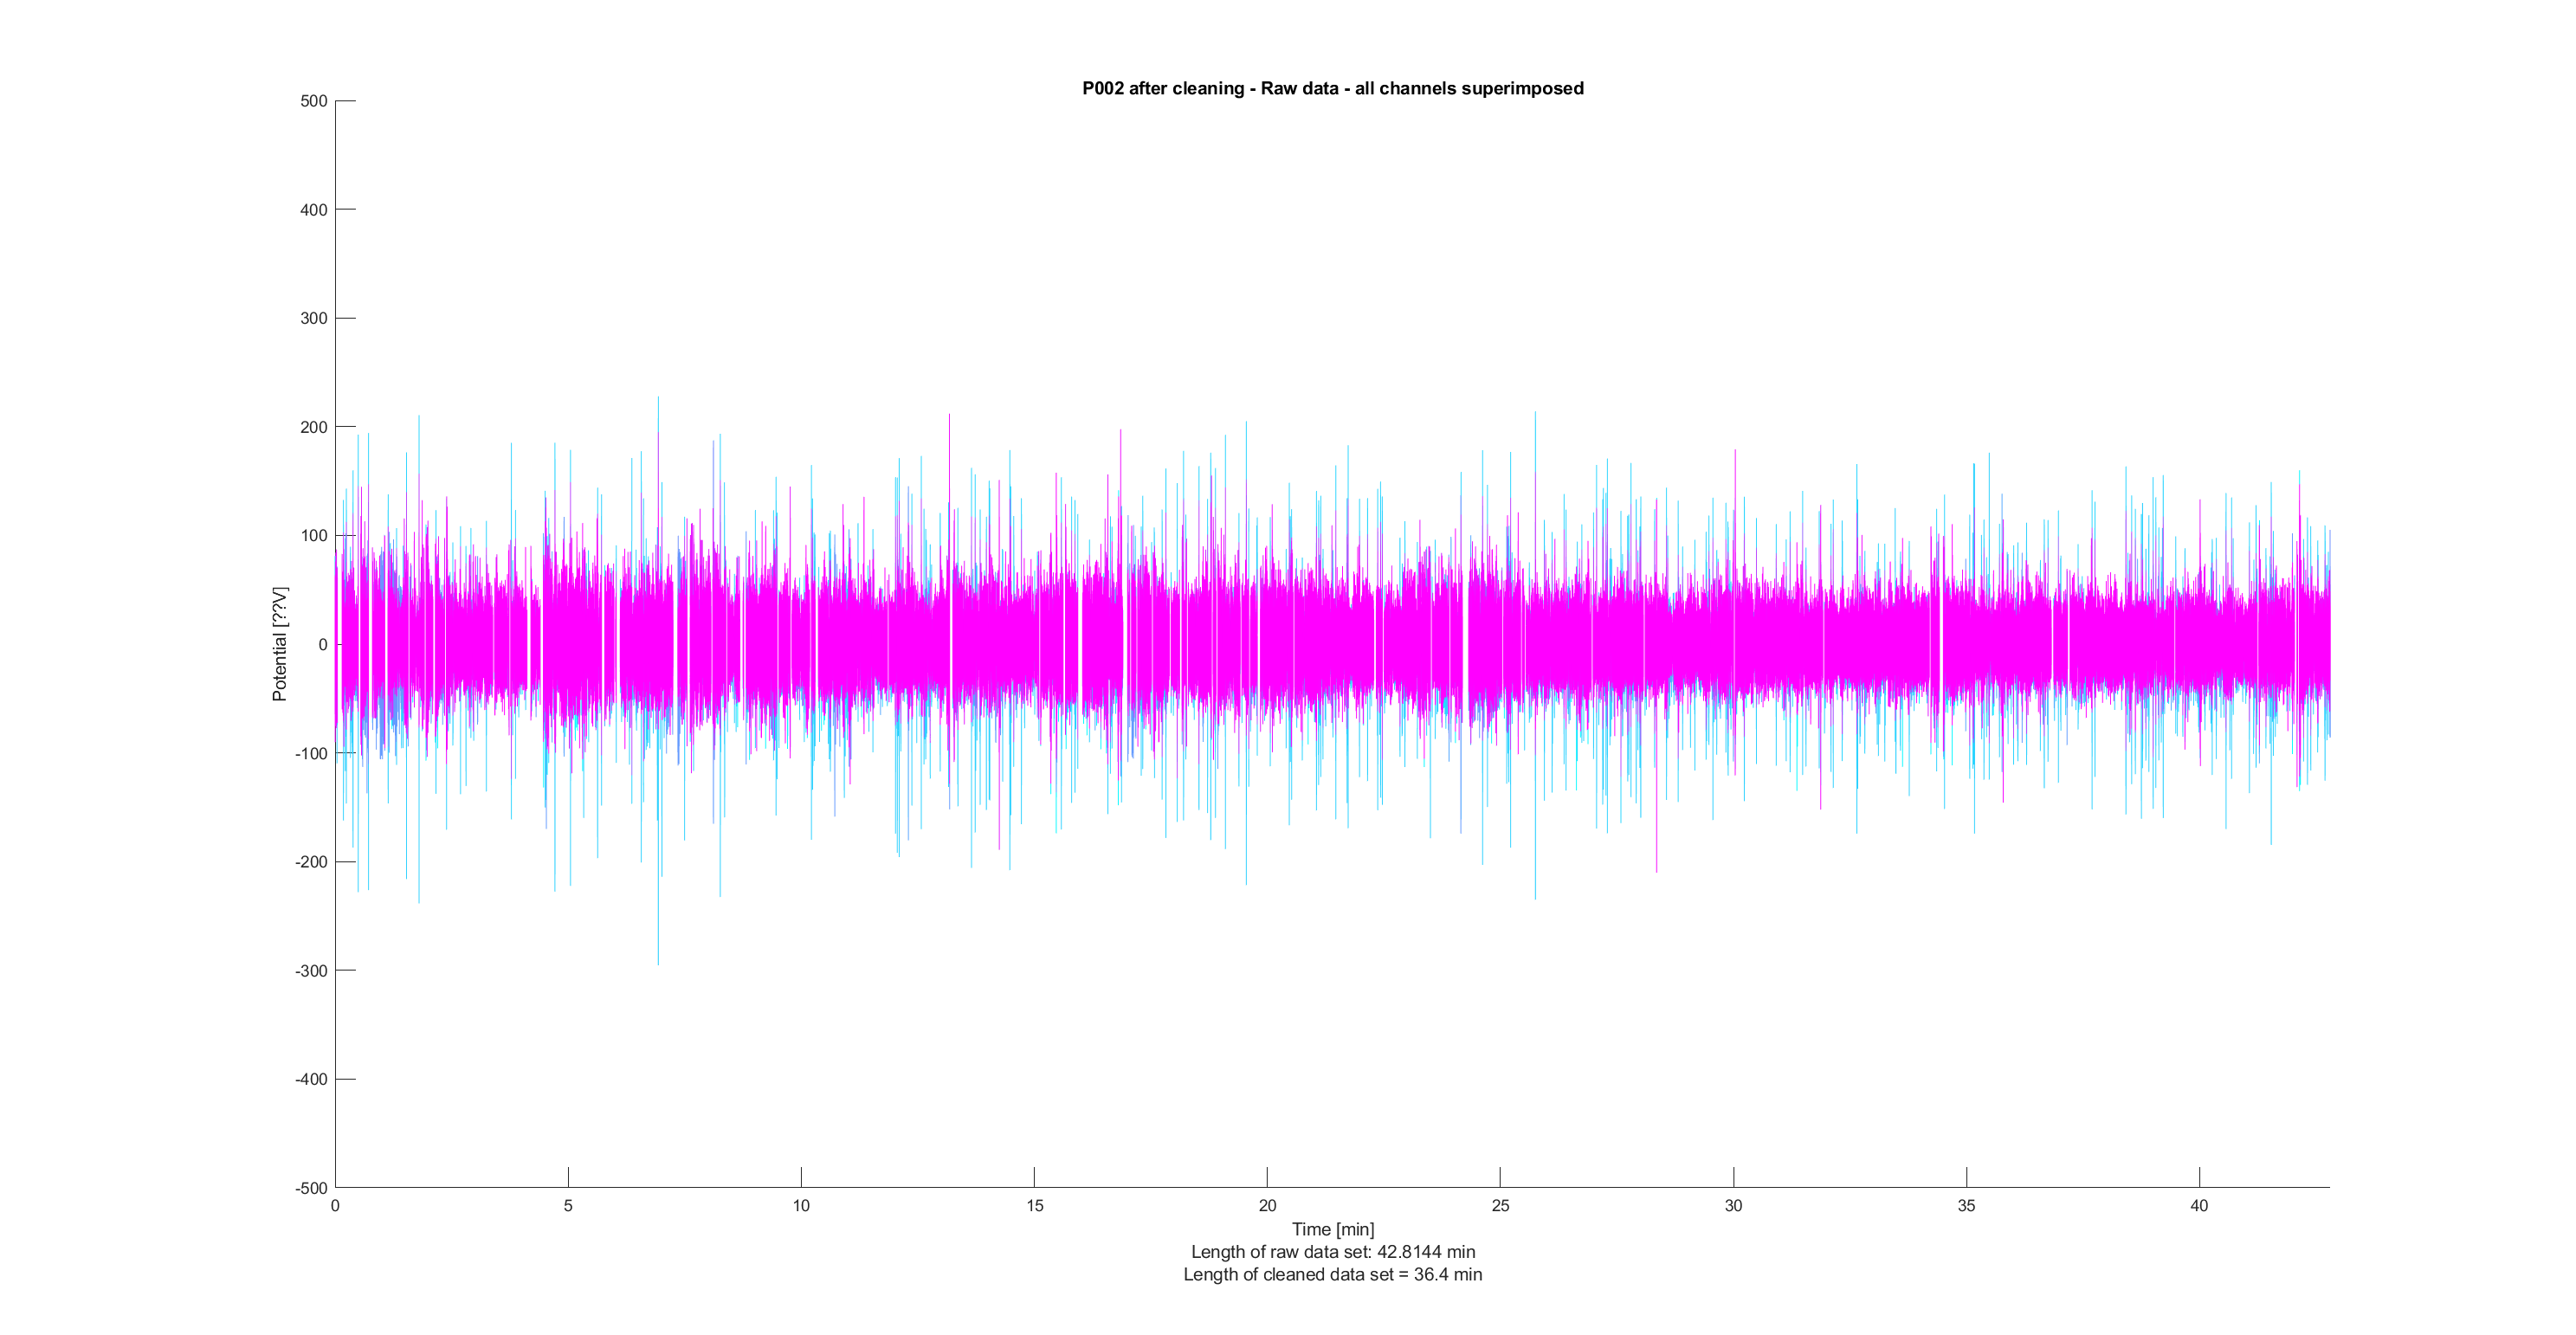 P002 after cleaning - Raw data - all channels superimposed
500
400
300
200
100
0
-100
-200
-300
-400
-500
Potential [??V]
0 5 10 15 20 25 30 35 40
Time [min]
Length of raw data set: 42.8144 min
Length of cleaned data set = 36.4 min